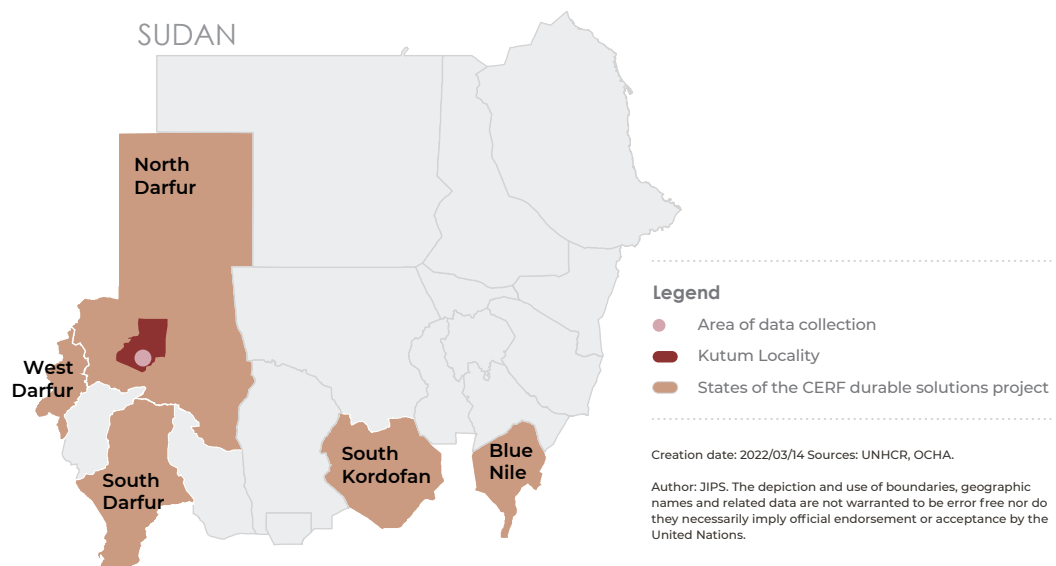 SUDAN
North
Darfur
West
Darfur
South
Darfur
South
Kordofan
Blue
Nile
Legend
Area of data collection
Kutum Locality
States of the CERF durable solutions project
Creation date: 2022/03/14 Sources: UNHCR, OCHA.
Author: JIPS. The depiction and use of boundaries, geographic
names and related data are not warranted to be error free nor do
they necessarily imply official endorsement or acceptance by the
United Nations.